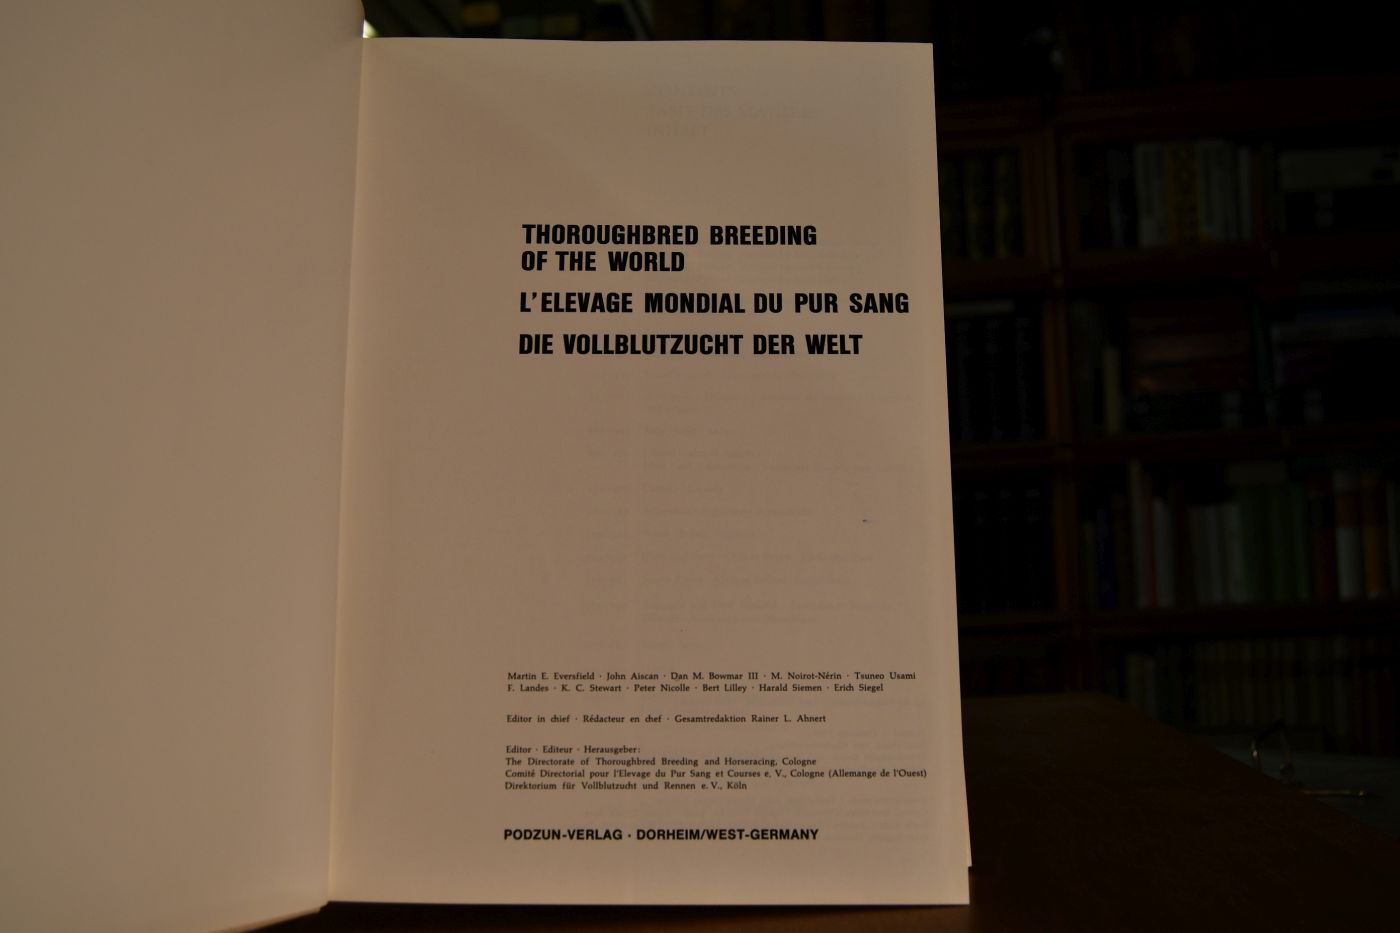 THOROUGHBRED BREEDING
OF THE WORLD
L'ELEVAGE MONDIAL DU PUR SANG
DIE VOLLBLUTZUCHT DER WELT
Martin E. Eversfield · John Aiscan · Dan M. Bowmar III · M. Noirot-Nérin · Tsuneo Usami
F. Landes · K. C. Stewart · Peter Nicolle · Bert Lilley · Harald Siemen · Erich Siegel
Editor in chief · Rédacteur en chef · Gesamtredaktion Rainer L. Ahnert
Editor · Editeur · Herausgeber:
The Directorate of Thoroughbred Breeding and Horseracing, Cologne
Comité Directorial pour l'Elevage du Pur Sang et Courses e. V., Cologne (Allemange de l'Ouest)
Direktorium für Vollblutzucht und Rennen e. V., Köln
PODZUN-VERLAG · DORHEIM/WEST-GERMANY